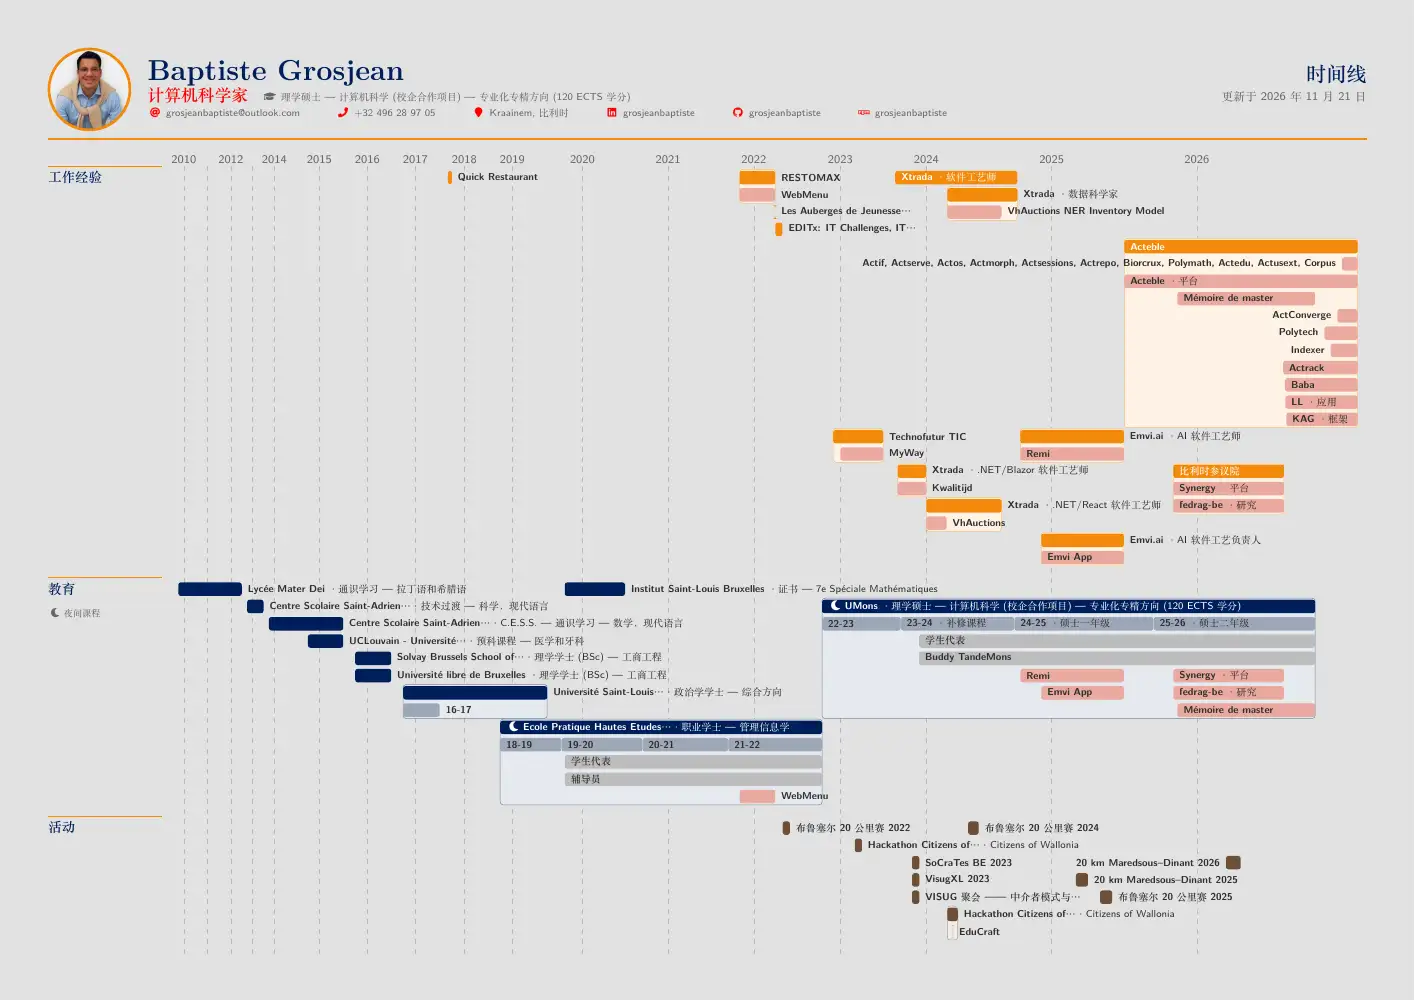 Baptiste Grosjean
时间线
计算机科学家 理学硕士 — 计算机科学 (校企合作项目) — 专业化专精方向 (120 ECTS 学分)
更新于 2026 年 11 月 21 日
grosjeanbaptiste@outlook.com +32 496 28 97 05 Kraainem, 比利时 grosjeanbaptiste grosjeanbaptiste grosjeanbaptiste
2010 2012 2014 2015 2016 2017 2018 2019 2020 2021 2022 2023 2024 2025 2026
工作经验
Quick Restaurant
RESTOMAX
Xtrada · 软件工艺师
WebMenu
Xtrada · 数据科学家
Les Auberges de Jeunesse…
VhAuctions NER Inventory Model
EDITx: IT Challenges, IT…
Acteble
Actif, Actserve, Actos, Actmorph, Actsessions, Actrepo, Biorcrux, Polymath, Actedu, Actusext, Corpus
Acteble · 平台
Mémoire de master
ActConverge
Polytech
Indexer
Actrack
Baba
LL · 应用
KAG · 框架
Technofutur TIC
Emvi.ai · AI 软件工艺师
MyWay
Remi
Xtrada · .NET/Blazor 软件工艺师
比利时参议院
Kwalitijd
Synergy 平台
Xtrada · .NET/React 软件工艺师
fedrag-be · 研究
VhAuctions
Emvi.ai · AI 软件工艺负责人
Emvi App
教育
Lycée Mater Dei · 通识学习 — 拉丁语和希腊语
Institut Saint-Louis Bruxelles · 证书 — 7e Spéciale Mathématiques
夜间课程
Centre Scolaire Saint-Adrien… · 技术过渡 — 科学、现代语言
UMons · 理学硕士 — 计算机科学 (校企合作项目) — 专业化专精方向 (120 ECTS 学分)
Centre Scolaire Saint-Adrien… · C.E.S.S. — 通识学习 — 数学、现代语言
22-23 23-24 · 补修课程 24-25 · 硕士一年级 25-26 · 硕士二年级
UCLouvain - Université… · 预科课程 — 医学和牙科
学生代表
Solvay Brussels School of… · 理学学士 (BSc) — 工商工程
Buddy TandeMons
Université libre de Bruxelles · 理学学士 (BSc) — 工商工程
Remi
Synergy · 平台
Université Saint-Louis… · 政治学学士 — 综合方向
Emvi App
fedrag-be · 研究
16-17
Mémoire de master
Ecole Pratique Hautes Etudes… · 职业学士 — 管理信息学
18-19 19-20 20-21 21-22
学生代表
辅导员
WebMenu
活动
布鲁塞尔 20 公里赛 2022
布鲁塞尔 20 公里赛 2024
Hackathon Citizens of… · Citizens of Wallonia
SoCraTes BE 2023
20 km Maredsous–Dinant 2026
VisugXL 2023
20 km Maredsous–Dinant 2025
VISUG 聚会 —— 中介者模式与…
布鲁塞尔 20 公里赛 2025
Hackathon Citizens of… · Citizens of Wallonia
EduCraft